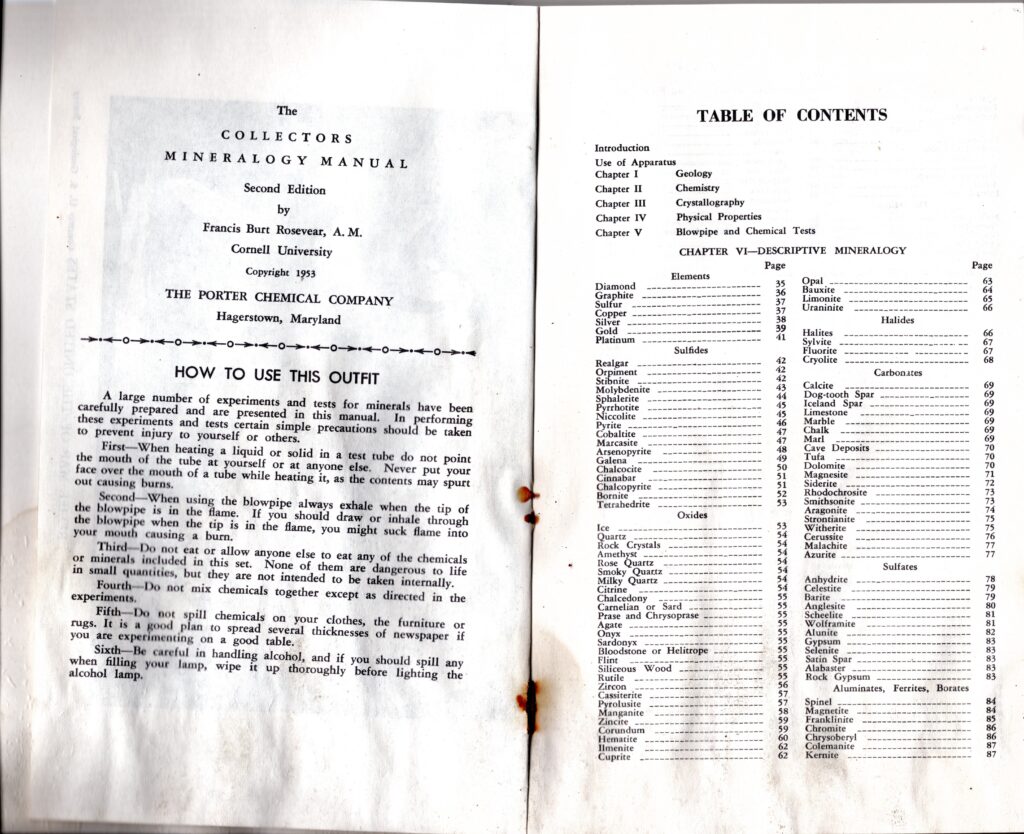 The
COLLECTORS
MINERALOGY MANUAL
Second Edition
by
Francis Burt Rosevear, A. M.
Cornell University
Copyright 1953
THE PORTER CHEMICAL COMPANY
Hagerstown, Maryland
HOW TO USE THIS OUTFIT
A large number of experiments and tests for minerals have been
carefully prepared and are presented in this manual. In performing
these experiments and tests certain simple precautions should be taken
to prevent injury to yourself or others.
First—When heating a liquid or solid in a test tube do not point
the mouth of the tube at yourself or at anyone else. Never put your
face over the mouth of a tube while heating it, as the contents may spurt
out causing burns.
Second—When using the blowpipe always exhale when the tip of
the blowpipe is in the flame. If you should draw or inhale through
the blowpipe when the tip is in the flame, you might suck flame into
your mouth causing a burn.
Third—Do not eat or allow anyone else to eat any of the chemicals
or minerals included in this set. None of them are dangerous to life
in small quantities, but they are not intended to be taken internally.
Fourth—Do not mix chemicals together except as directed in the
experiments.
Fifth—Do not spill chemicals on your clothes, the furniture or
rugs. It is a good plan to spread several thicknesses of newspaper if
you are experimenting on a good table.
Sixth—Be careful in handling alcohol, and if you should spill any
when filling your lamp, wipe it up thoroughly before lighting the
alcohol lamp.
TABLE OF CONTENTS
Introduction
Use of Apparatus
Chapter I Geology
Chapter II Chemistry
Chapter III Crystallography
Chapter IV Physical Properties
Chapter V Blowpipe and Chemical Tests
CHAPTER VI—DESCRIPTIVE MINERALOGY
Page
Elements
Diamond 35
Graphite 36
Sulfur 37
Copper 37
Silver 38
Gold 39
Platinum 41
Sulfides
Realgar 42
Orpiment 42
Stibnite 42
Molybdenite 43
Sphalerite 44
Pyrrhotite 45
Niccolite 45
Pyrite 46
Cobaltite 47
Marcasite 47
Arsenopyrite 48
Galena 49
Chalcocite 50
Cinnabar 51
Chalcopyrite 51
Bornite 52
Tetrahedrite 53
Oxides
Ice 53
Quartz 54
Rock Crystals 54
Amethyst 54
Rose Quartz 54
Smoky Quartz 54
Milky Quartz 54
Citrine 54
Chalcedony 55
Carnelian or Sard 55
Prase and Chrysoprase 55
Agate 55
Onyx 55
Sardonyx 55
Bloodstone or Helitrope 55
Flint 55
Siliceous Wood 55
Rutile 55
Zircon 56
Cassiterite 57
Pyrolusite 57
Manganite 58
Zincite 59
Corundum 59
Hematite 60
Ilmenite 62
Cuprite 62
Page
Opal 63
Bauxite 64
Limonite 65
Uraninite 66
Halides
Halites 66
Sylvite 67
Fluorite 67
Cryolite 68
Carbonates
Calcite 69
Dog-tooth Spar 69
Iceland Spar 69
Limestone 69
Marble 69
Chalk 69
Marl 69
Cave Deposits 70
Tufa 70
Dolomite 70
Magnesite 71
Siderite 72
Rhodochrosite 73
Smithsonite 73
Aragonite 74
Strontianite 75
Witherite 75
Cerussite 76
Malachite 77
Azurite 77
Sulfates
Anhydrite 78
Celestite 79
Barite 79
Anglesite 80
Scheelite 81
Wolframite 81
Alunite 82
Gypsum 83
Selenite 83
Satin Spar 83
Alabaster 83
Rock Gypsum 83
Aluminates, Ferrites, Borates
Spinel 84
Magnetite 84
Franklinite 85
Chromite 86
Chrysoberyl 86
Colemanite 87
Kernite 87